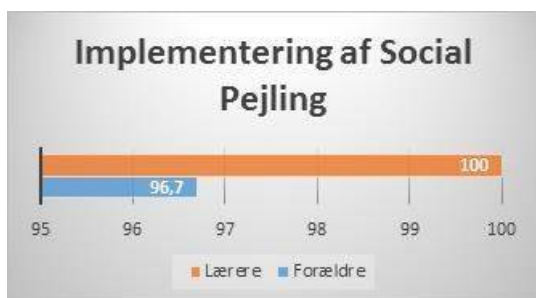 Implementering af Social
Pejling
100
96,7
95 96 97 98 99 100
Lærere Forældre